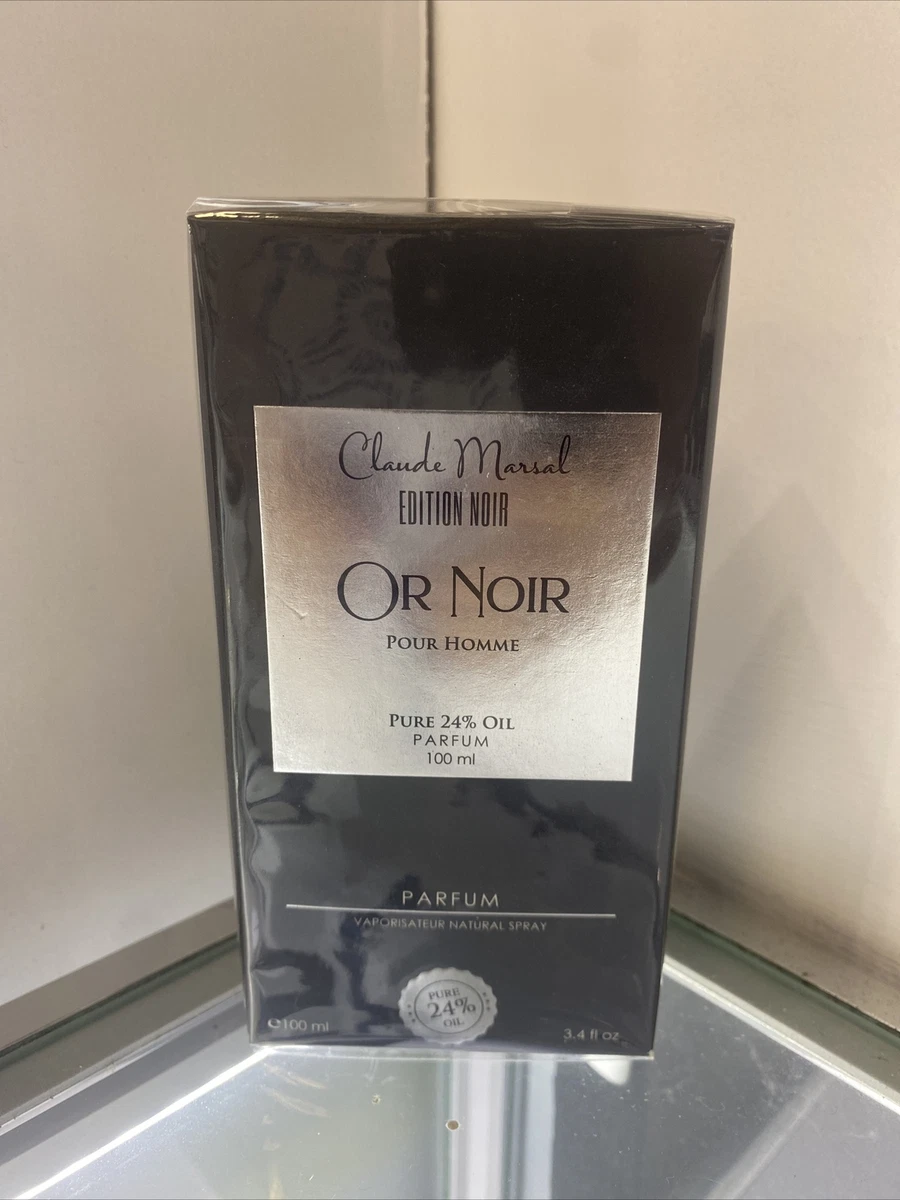 Claude Marsal
EDITION NOIR
OR NOIR
POUR HOMME
PURE 24% OIL
PARFUM
100 ml
PARFUM
VAPORISATEUR NATURAL SPRAY
PURE
24%
OIL
℮100 ml
3.4 fl oz